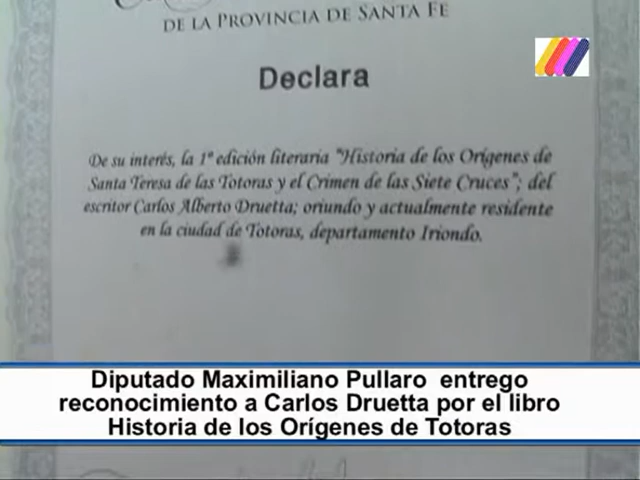 DE LA PROVINCIA DE SANTA FE
Declara
De su interés, la 1ª edición literaria "Historia de los Orígenes de
Santa Teresa de las Totoras y el Crimen de las Siete Cruces"; del
escritor Carlos Alberto Druetta; oriundo y actualmente residente
en la ciudad de Totoras, departamento Iriondo.
Diputado Maximiliano Pullaro entrego
reconocimiento a Carlos Druetta por el libro
Historia de los Orígenes de Totoras